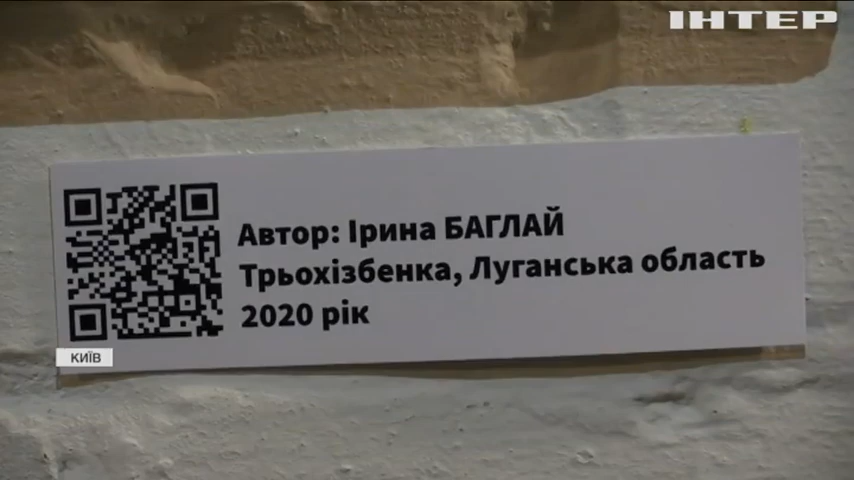 ІНТЕР
Автор: Ірина БАГЛАЙ
Трьохізбенка, Луганська область
2020 рік
КИЇВ